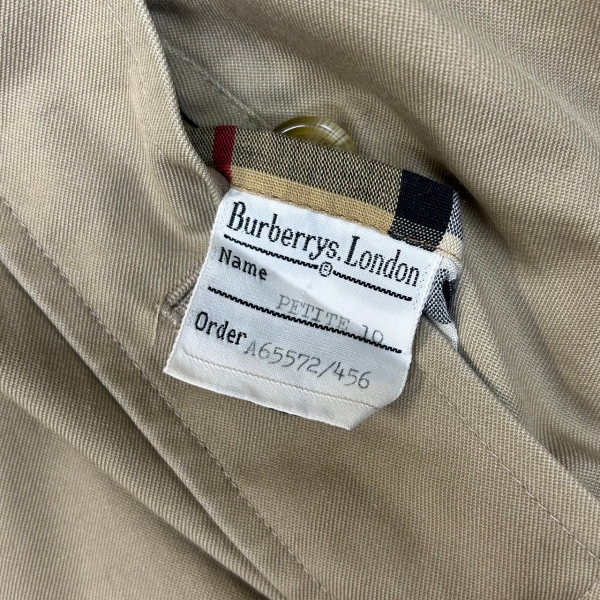 Burberrys, London
®
Name
PETITE 10
Order
A65572/456